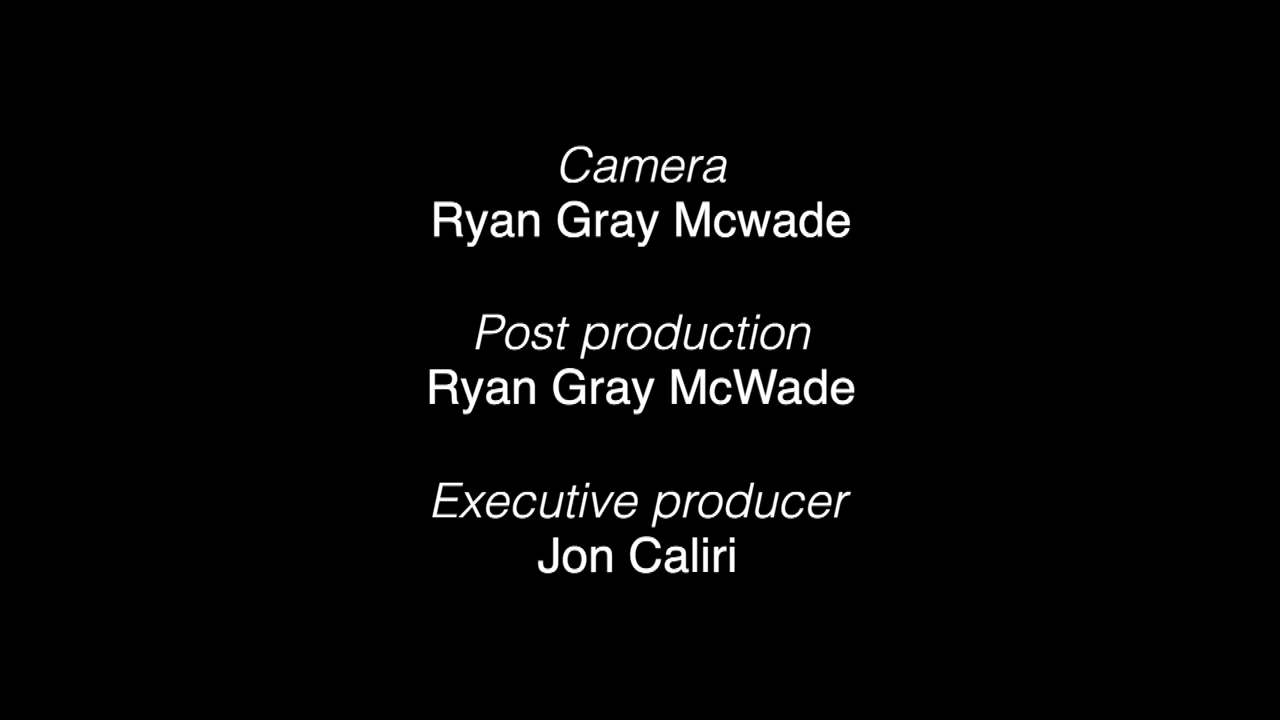 Camera
Ryan Gray Mcwade
Post production
Ryan Gray McWade
Executive producer
Jon Caliri